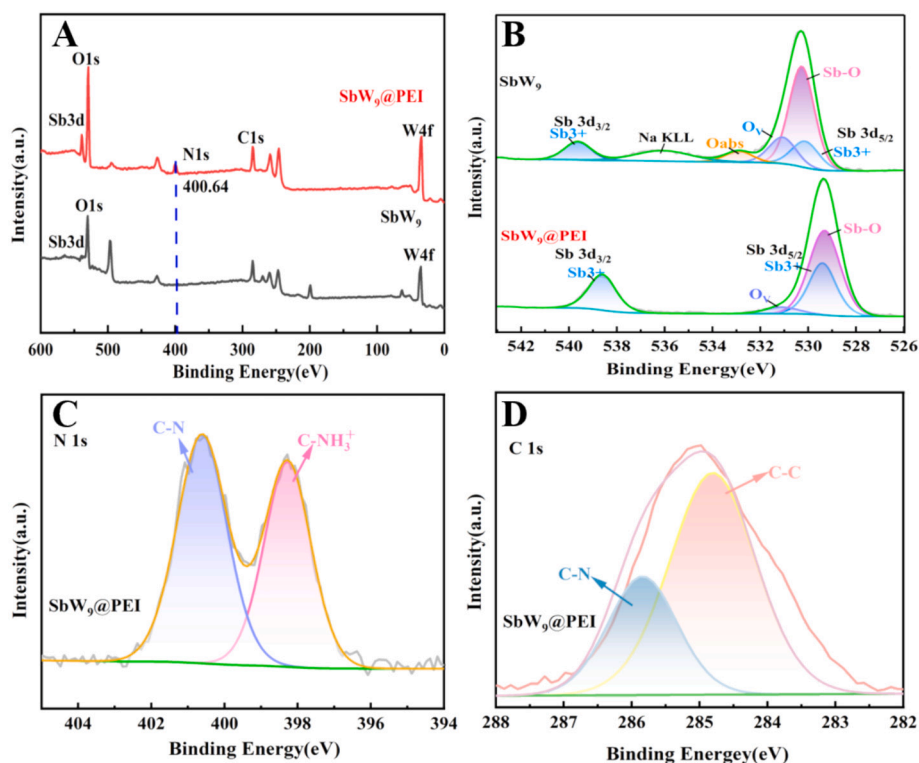 A
O1s
Sb3d
SbW₉@PEI
N1s
400.64
C1s
W4f
O1s
Sb3d
SbW₉
W4f
Intensity(a.u.)
600 500 400 300 200 100 0
Binding Energy(eV)
B
SbW₉
Sb 3d₃/₂
Sb3+
Na KLL
Oabs
Oᵥ
Sb-O
Sb 3d₅/₂
Sb3+
SbW₉@PEI
Sb 3d₃/₂
Sb3+
Sb 3d₅/₂
Sb3+
Oᵥ
Sb-O
Intensity(a.u.)
542 540 538 536 534 532 530 528 526
Binding Energy(eV)
C
N 1s
C-N
C-NH₃⁺
SbW₉@PEI
Intensity(a.u.)
404 402 400 398 396 394
Binding Energy(eV)
D
C 1s
C-C
C-N
SbW₉@PEI
Intensity(a.u.)
288 287 286 285 284 283 282
Binding Energey(eV)